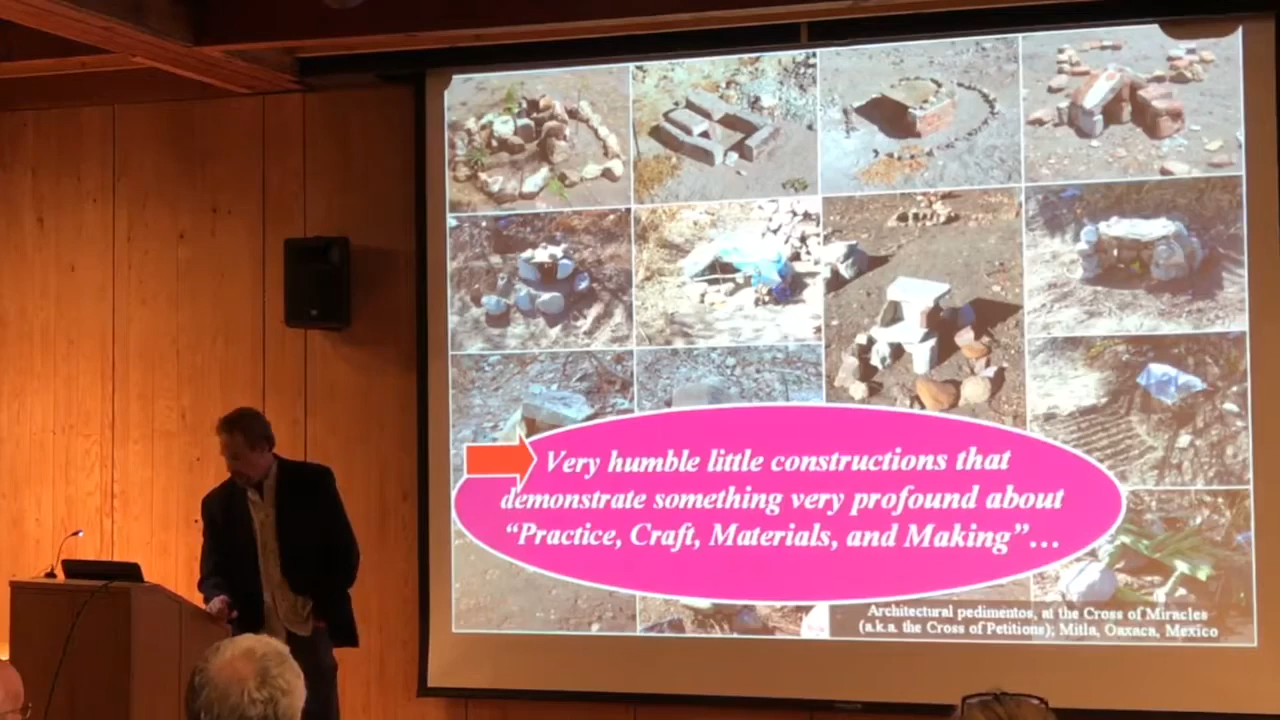 Very humble little constructions that
demonstrate something very profound about
“Practice, Craft, Materials, and Making”...
Architectural pedimentos, at the Cross of Miracles
(a.k.a. the Cross of Petitions); Mitla, Oaxaca, Mexico